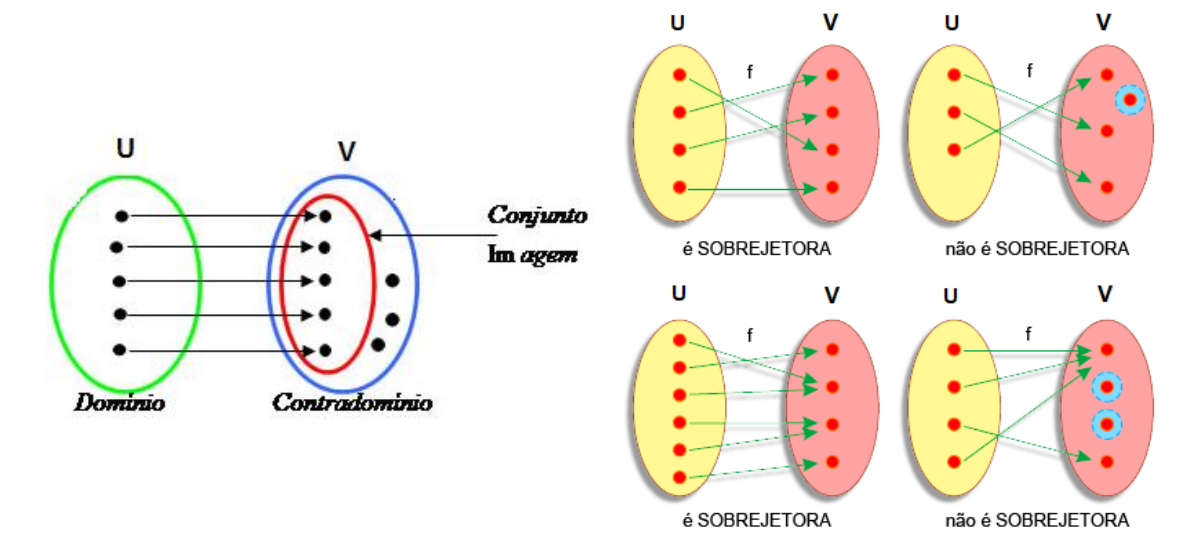 U
V
Conjunto
Im agem
Domínio
Contradomínio
U
V
f
é SOBREJETORA
U
V
f
não é SOBREJETORA
U
V
f
é SOBREJETORA
U
V
f
não é SOBREJETORA